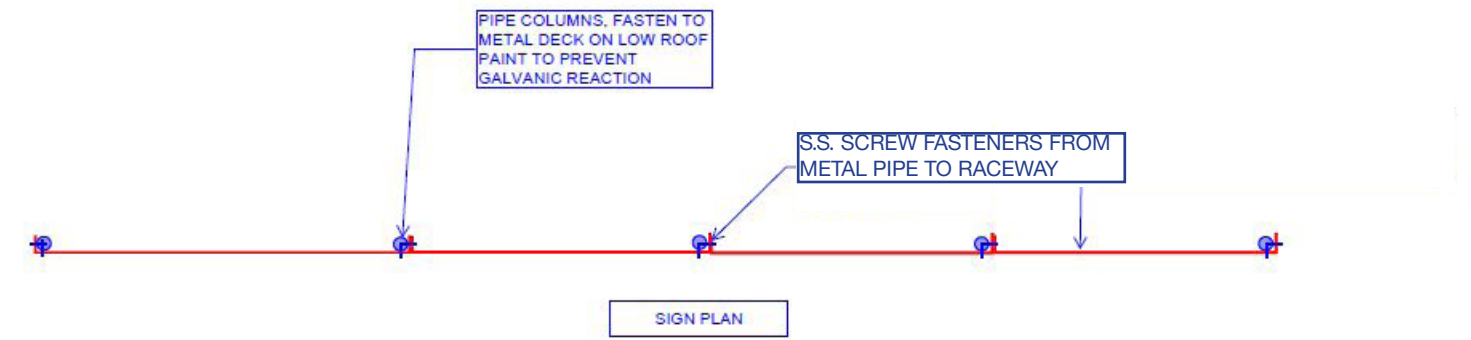 PIPE COLUMNS, FASTEN TO
METAL DECK ON LOW ROOF
PAINT TO PREVENT
GALVANIC REACTION
S.S. SCREW FASTENERS FROM
METAL PIPE TO RACEWAY
SIGN PLAN